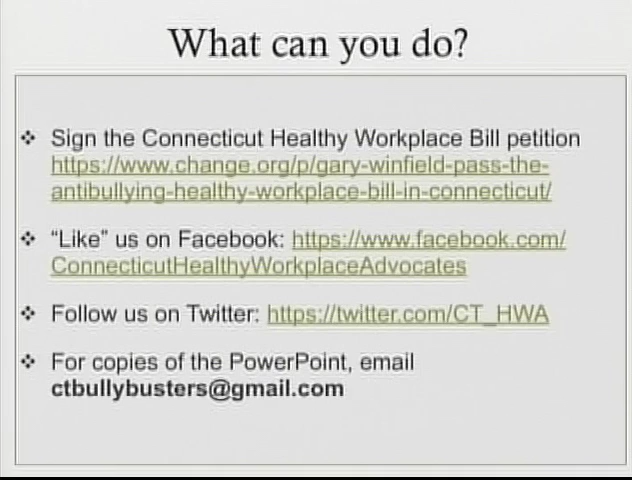 What can you do?
❖ Sign the Connecticut Healthy Workplace Bill petition
https://www.change.org/p/gary-winfield-pass-the-
antibullying-healthy-workplace-bill-in-connecticut/
❖ “Like” us on Facebook: https://www.facebook.com/
ConnecticutHealthyWorkplaceAdvocates
❖ Follow us on Twitter: https://twitter.com/CT_HWA
❖ For copies of the PowerPoint, email
ctbullybusters@gmail.com